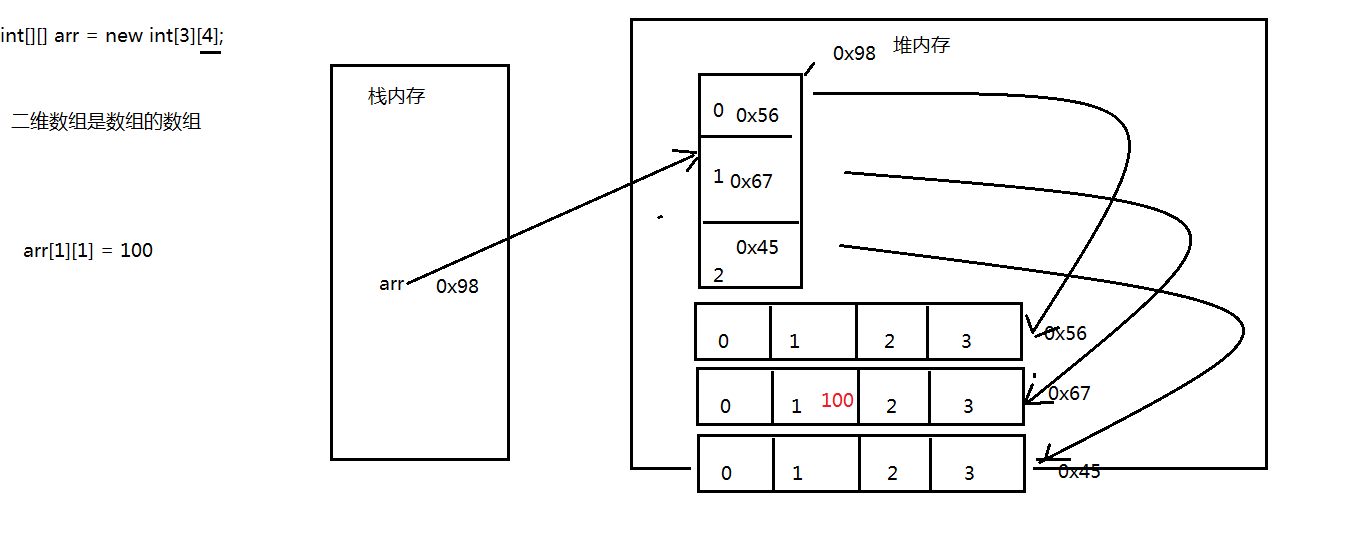 int[][] arr = new int[3][4];
二维数组是数组的数组
arr[1][1] = 100
栈内存
arr 0x98
0x98 堆内存
0 0x56
1 0x67
0x45
2
0 1 2 3 0x56
0 1 100 2 3 0x67
0 1 2 3 0x45